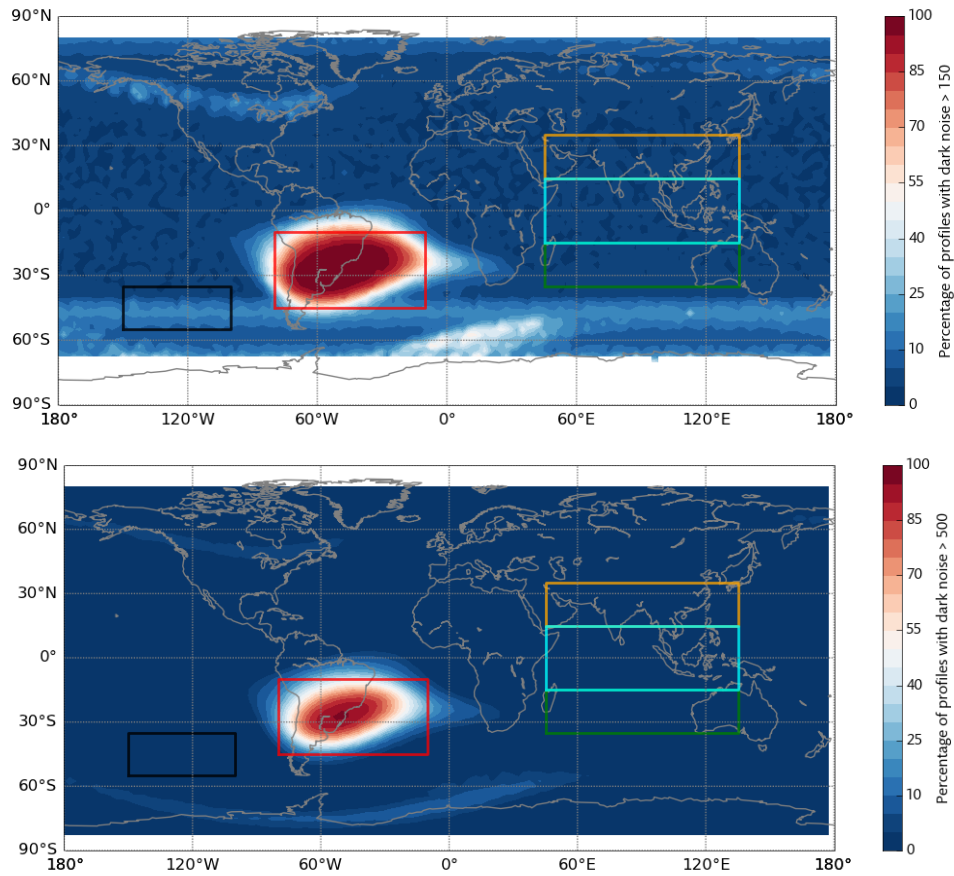 90°N
60°N
30°N
0°
30°S
60°S
90°S
180° 120°W 60°W 0° 60°E 120°E 180°
100
85
70
55
40
25
10
0
Percentage of profiles with dark noise > 150
90°N
60°N
30°N
0°
30°S
60°S
90°S
180° 120°W 60°W 0° 60°E 120°E 180°
100
85
70
55
40
25
10
0
Percentage of profiles with dark noise > 500